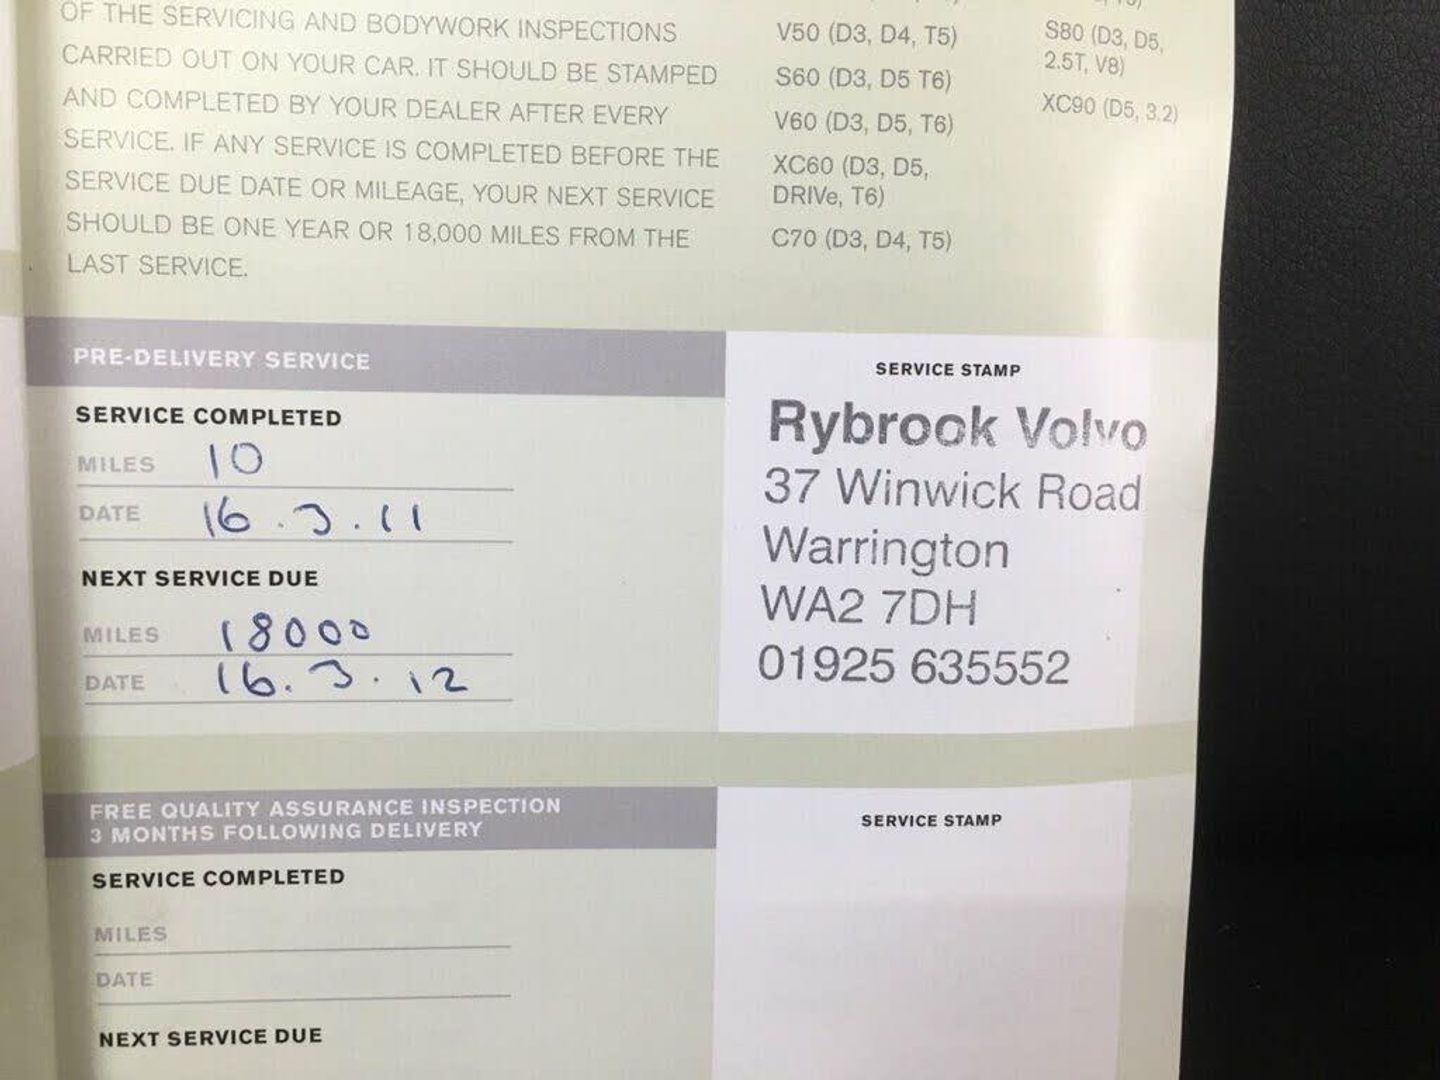 OF THE SERVICING AND BODYWORK INSPECTIONS
CARRIED OUT ON YOUR CAR. IT SHOULD BE STAMPED
AND COMPLETED BY YOUR DEALER AFTER EVERY
SERVICE. IF ANY SERVICE IS COMPLETED BEFORE THE
SERVICE DUE DATE OR MILEAGE, YOUR NEXT SERVICE
SHOULD BE ONE YEAR OR 18,000 MILES FROM THE
LAST SERVICE.
V50 (D3, D4, T5)
S60 (D3, D5 T6)
V60 (D3, D5, T6)
XC60 (D3, D5,
DRIVe, T6)
C70 (D3, D4, T5)
S80 (D3, D5,
2.5T, V8)
XC90 (D5, 3.2)
PRE-DELIVERY SERVICE
SERVICE COMPLETED
MILES 10
DATE 16.3.11
NEXT SERVICE DUE
MILES 18000
DATE 16.3.12
SERVICE STAMP
Rybrook Volvo
37 Winwick Road
Warrington
WA2 7DH
01925 635552
FREE QUALITY ASSURANCE INSPECTION
3 MONTHS FOLLOWING DELIVERY
SERVICE COMPLETED
MILES
DATE
NEXT SERVICE DUE
SERVICE STAMP